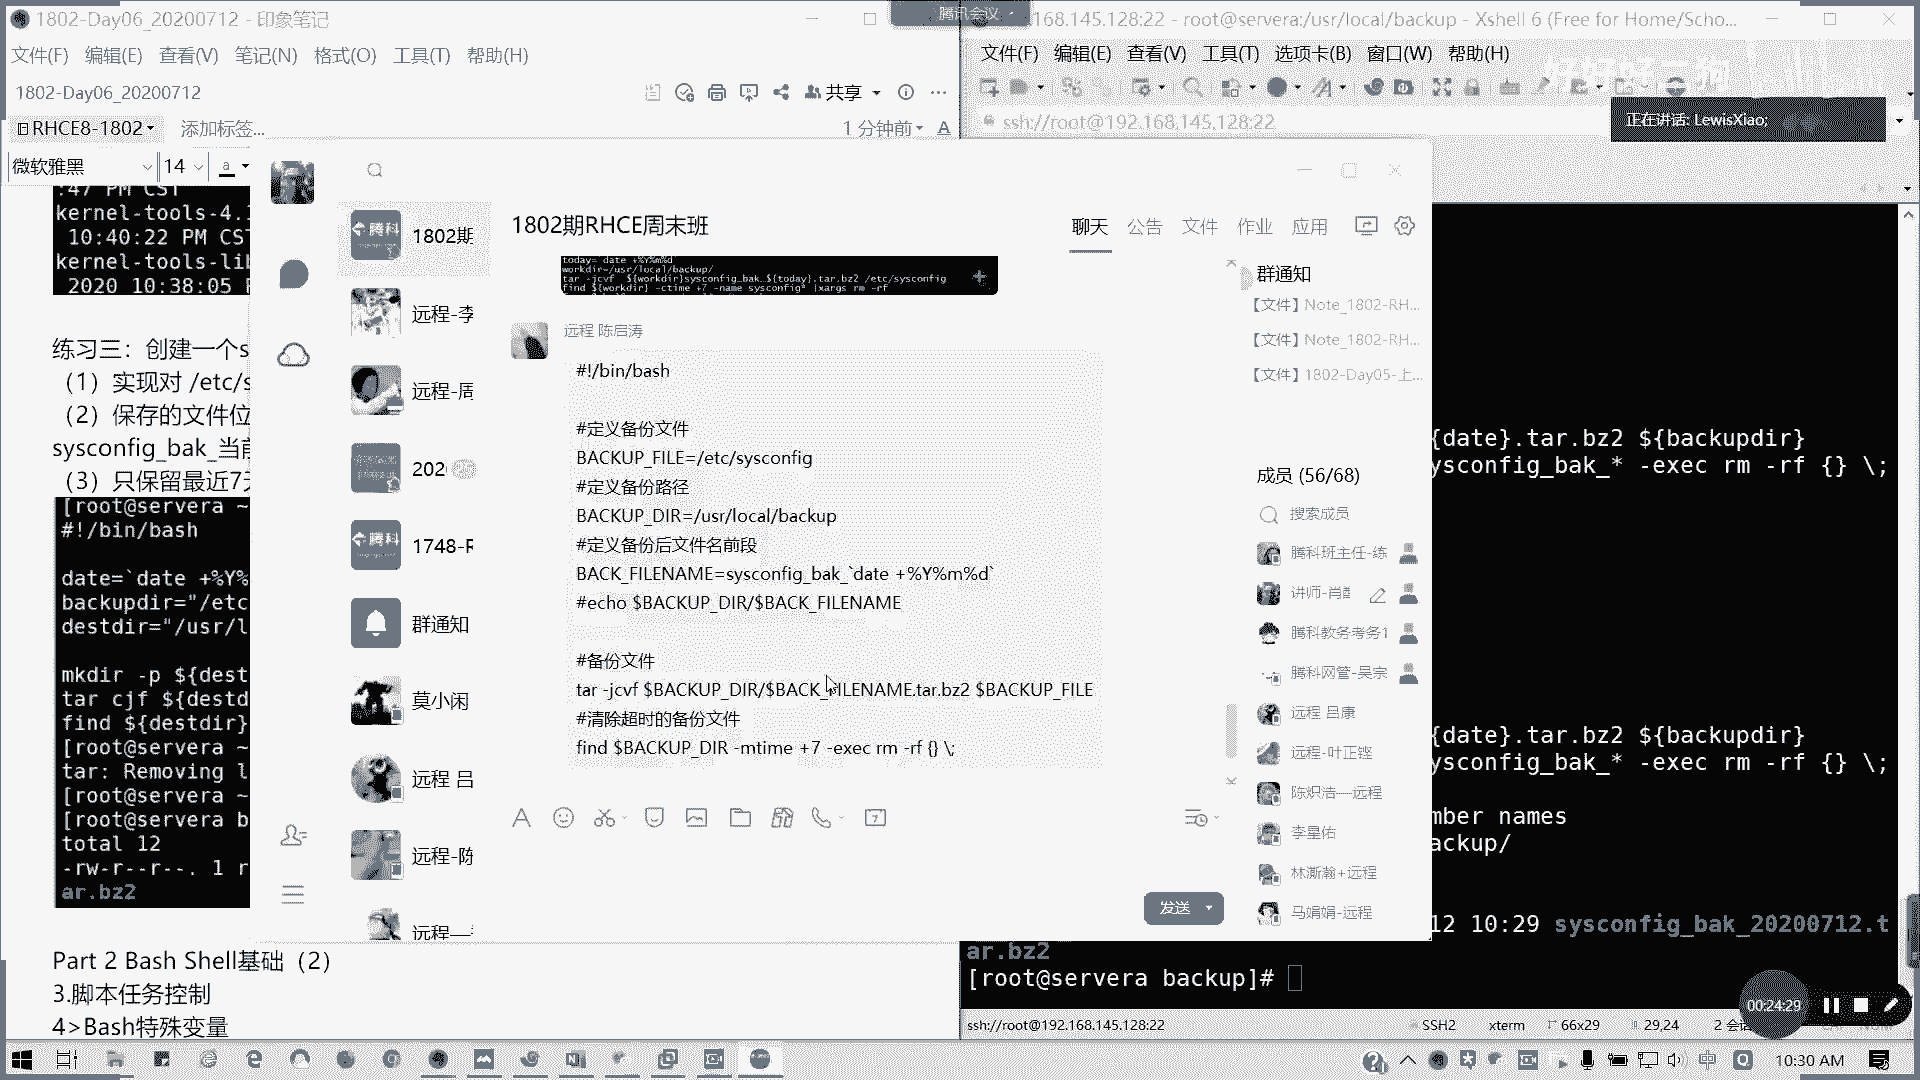 1802-Day06_20200712 - 印象笔记
文件(F) 编辑(E) 查看(V) 笔记(N) 格式(O) 工具(T) 帮助(H)
1802-Day06_20200712
共享
RHCE8-1802
添加标签...
1 分钟前
微软雅黑
14
:47 PM CST
kernel-tools-4.
10:40:22 PM CS
kernel-tools-li
2020 10:38:05
练习三：创建一个s
（1）实现对 /etc/s
（2）保存的文件位
sysconfig_bak_当前
（3）只保留最近7天
[root@servera ~
#!/bin/bash
date=`date +%Y%
backupdir="/etc
destdir="/usr/l
mkdir -p ${dest
tar cjf ${destd
find ${destdir}
[root@servera ~
tar: Removing l
[root@servera ~
[root@servera b
total 12
-rw-r--r--. 1 r
ar.bz2
Part 2 Bash Shell基础（2）
3.脚本任务控制
4>Bash特殊变量
腾讯会议
1802期
远程-李
远程-周
202
1748-R
群通知
莫小闲
远程 吕
远程-陈
1802期RHCE周末班
聊天 公告 文件 作业 应用
today=`date +%Y%m%d`
workdir=/usr/local/backup/
tar -jcvf ${workdir}sysconfig_bak_${today}.tar.bz2 /etc/sysconfig
find ${workdir} -ctime +7 -name sysconfig* |xargs rm -rf
远程 陈启涛
#!/bin/bash
#定义备份文件
BACKUP_FILE=/etc/sysconfig
#定义备份路径
BACKUP_DIR=/usr/local/backup
#定义备份后文件名前段
BACK_FILENAME=sysconfig_bak_`date +%Y%m%d`
#echo $BACKUP_DIR/$BACK_FILENAME
#备份文件
tar -jcvf $BACKUP_DIR/$BACK_FILENAME.tar.bz2 $BACKUP_FILE
#清除超时的备份文件
find $BACKUP_DIR -mtime +7 -exec rm -rf {} \;
发送
群通知
【文件】Note_1802-RH...
【文件】Note_1802-RH...
【文件】1802-Day05-上...
成员 (56/68)
搜索成员
腾科班主任-练
腾科教务考务1
腾科网管-吴宗
远程 吕康
远程-叶正铿
陈炽浩—远程
李星佑
林澌瀚+远程
马娟娟-远程
168.145.128:22 - root@servera:/usr/local/backup - Xshell 6 (Free for Home/Scho...
文件(F) 编辑(E) 查看(V) 工具(T) 选项卡(B) 窗口(W) 帮助(H)
ssh://root@192.168.145.128:22
正在讲话: LewisXiao;
{date}.tar.bz2 ${backupdir}
ysconfig_bak_* -exec rm -rf {} \;
{date}.tar.bz2 ${backupdir}
ysconfig_bak_* -exec rm -rf {} \;
mber names
ackup/
12 10:29 sysconfig_bak_20200712.t
ar.bz2
[root@servera backup]#
ssh://root@192.168.145.128:22
SSH2
xterm
66x29
29,24
00:24:29
中
10:30 AM